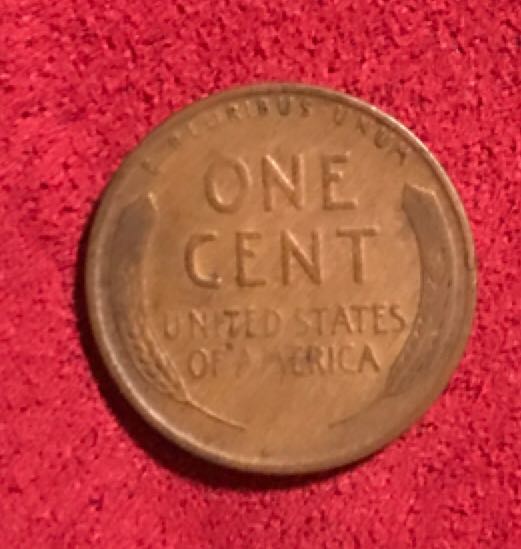 E PLURIBUS UNUM
ONE
CENT
UNITED STATES
OF AMERICA